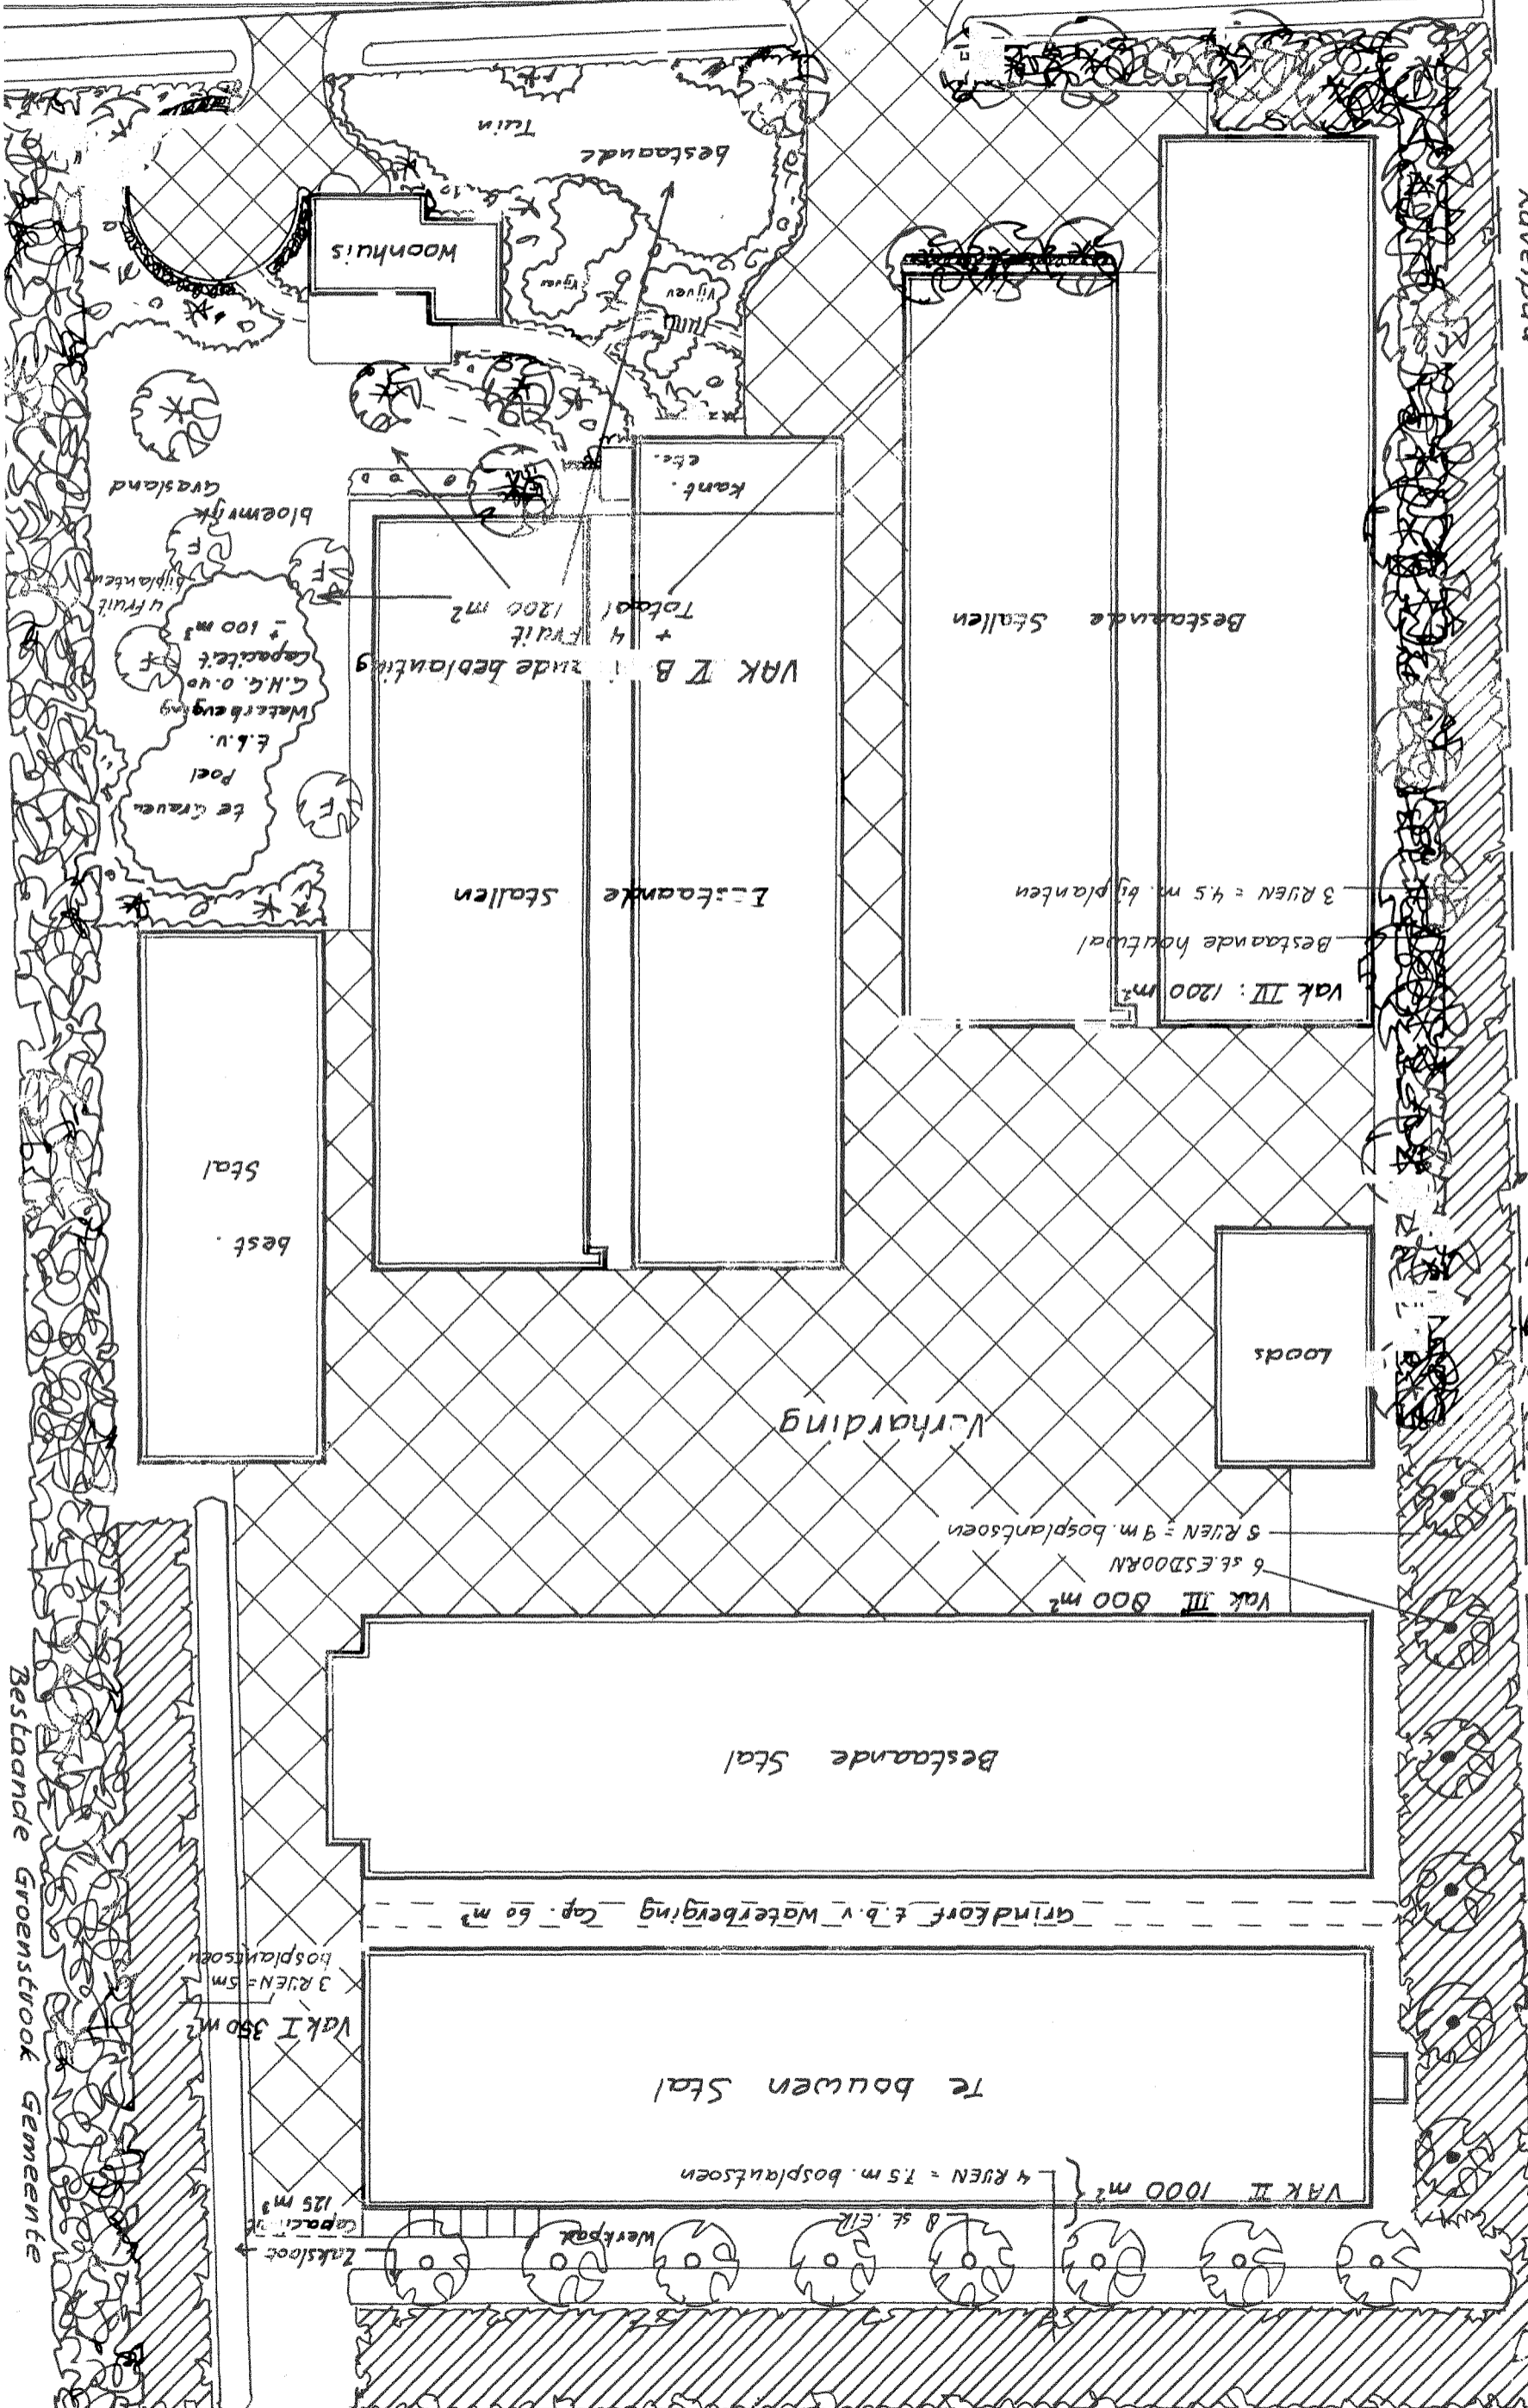 bestaande
Tuin
Woonhuis
Vijver
Vijver
kant.
etc.
bloemrijk
Grasland
4 Fruit
bijplanten
F
F
F
F
te Graven
Poel
t.b.v.
Waterberging
G.H.G. 0.40
Capaciteit
± 100 m³
VAK V B nde beplanting
+ 4 Fruit
Totaal 1200 m²
Bestaande Stallen
staande Stallen
Vak IV : 1200 m²
Bestaande houtwal
3 RIJEN = 4.5 m. bijplanten
best.
Stal
Loods
Verharding
Vak III 800 m²
6 st. ESDOORN
5 RIJEN = 9 m. bosplantsoen
Bestaande Stal
Grindkorf t.b.v Waterberging Cap. 60 m³
Vak I 350 m²
3 RIJEN = 5m
bosplantsoen
Te bouwen Stal
VAK II 1000 m²
4 RIJEN = 7.5 m. bosplantsoen
8 st. EIK
Werkpad
Zaksloot
Capaciteit
125 m³
Bestaande Groenstrook Gemeente